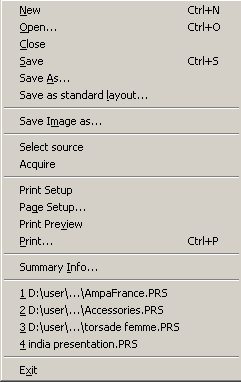 New Ctrl+N
Open... Ctrl+O
Close
Save Ctrl+S
Save As...
Save as standard layout...
Save Image as...
Select source
Acquire
Print Setup
Page Setup...
Print Preview
Print... Ctrl+P
Summary Info...
1 D:\user\...\AmpaFrance.PRS
2 D:\user\...\Accessories.PRS
3 D:\user\...\torsade femme.PRS
4 india presentation.PRS
Exit